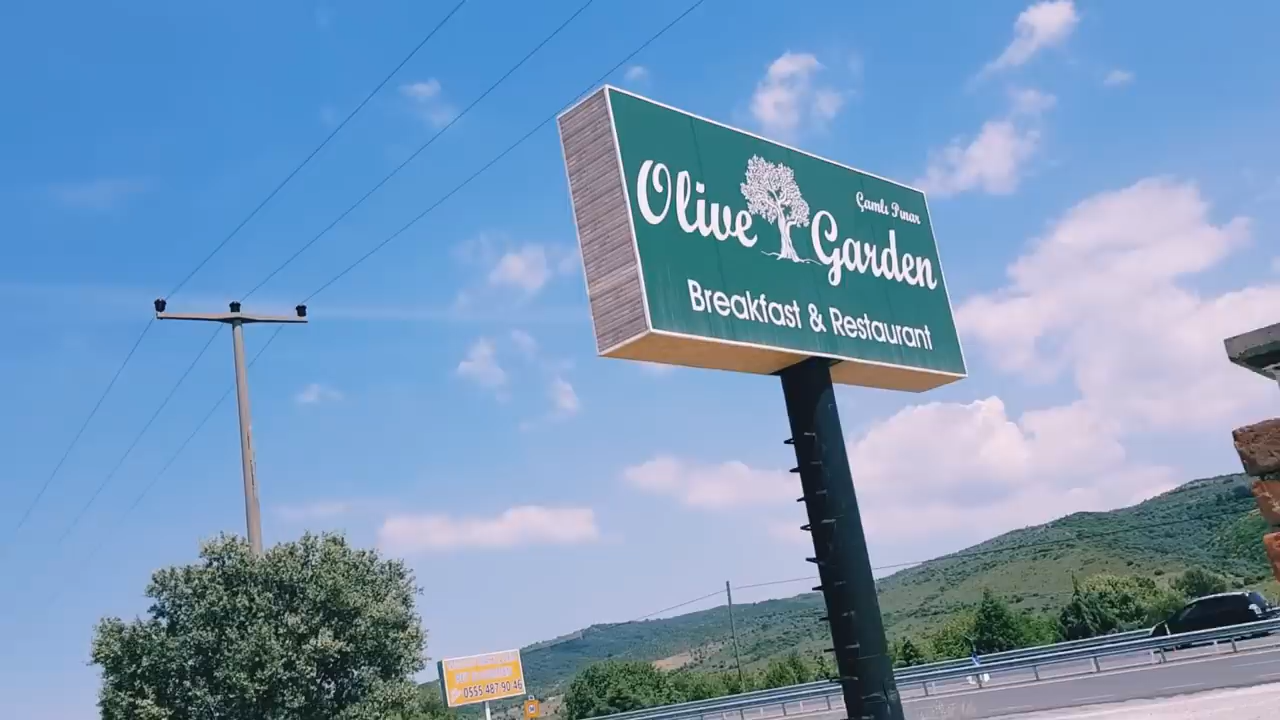 Çamlı Pınar
Olive Garden
Breakfast & Restaurant
0555 487 90 46